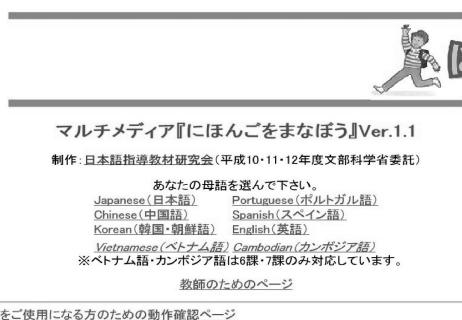 マルチメディア『にほんごをまなぼう』Ver.1.1
制作：日本語指導教材研究会（平成10･11･12年度文部科学省委託）
あなたの母語を選んで下さい。
Japanese（日本語） Portuguese（ポルトガル語）
Chinese（中国語） Spanish（スペイン語）
Korean（韓国・朝鮮語） English（英語）
Vietnamese（ベトナム語） Cambodian（カンボジア語）
※ベトナム語・カンボジア語は6課・7課のみ対応しています。
教師のためのページ
をご使用になる方のための動作確認ページ